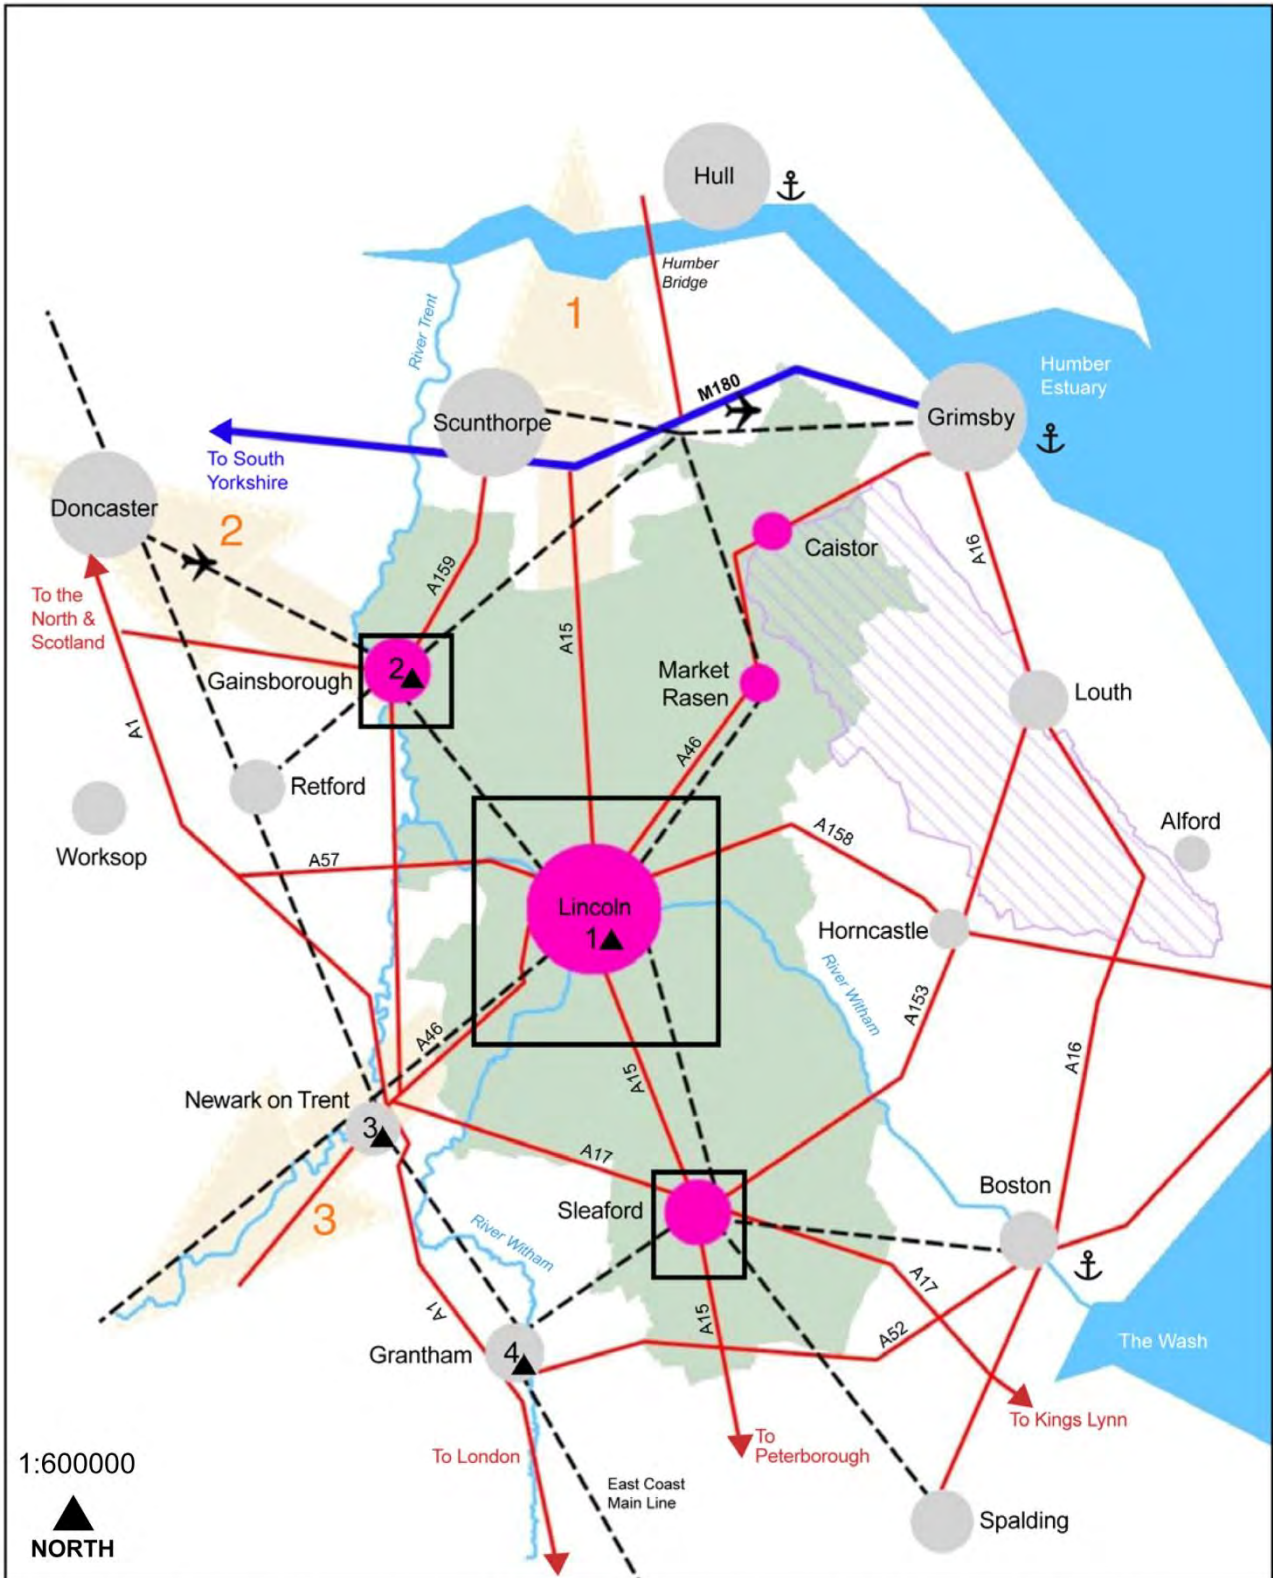 Hull
Humber
Bridge
1
River Trent
Humber
Estuary
M180
Scunthorpe
Grimsby
To South
Yorkshire
Doncaster
2
Caistor
A16
A159
To the
North &
Scotland
A15
Market
Rasen
2
Gainsborough
Louth
A1
A46
Retford
Alford
A158
Worksop
A57
Lincoln
1
Horncastle
River Witham
A153
A46
A15
A16
Newark on Trent
3
A17
Boston
Sleaford
3
River Witham
A17
A1
A15
A52
The Wash
Grantham
4
To Kings Lynn
To
Peterborough
To London
1:600000
East Coast
Main Line
Spalding
NORTH